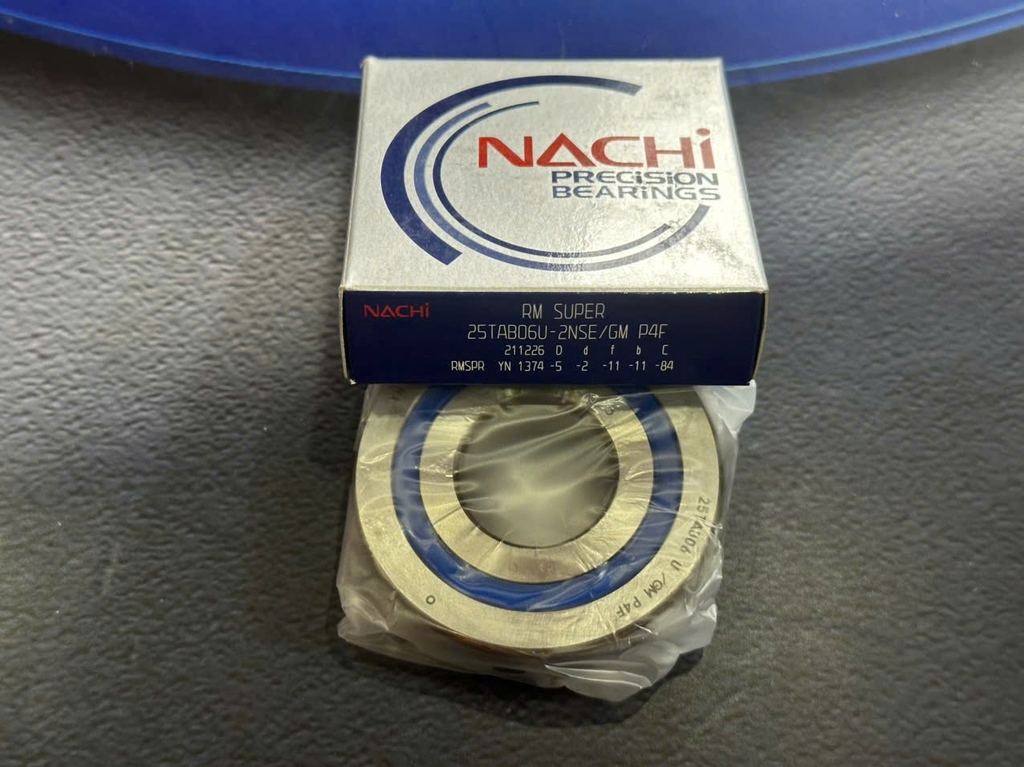 NACHi
PRECiSiON
BEARiNGS
NACHi
RM SUPER
25TAB06U-2NSE/GM P4F
211226 D d f b C
RMSPR YN 1374 -5 -2 -11 -11 -84
25TAB06 U /GM P4F